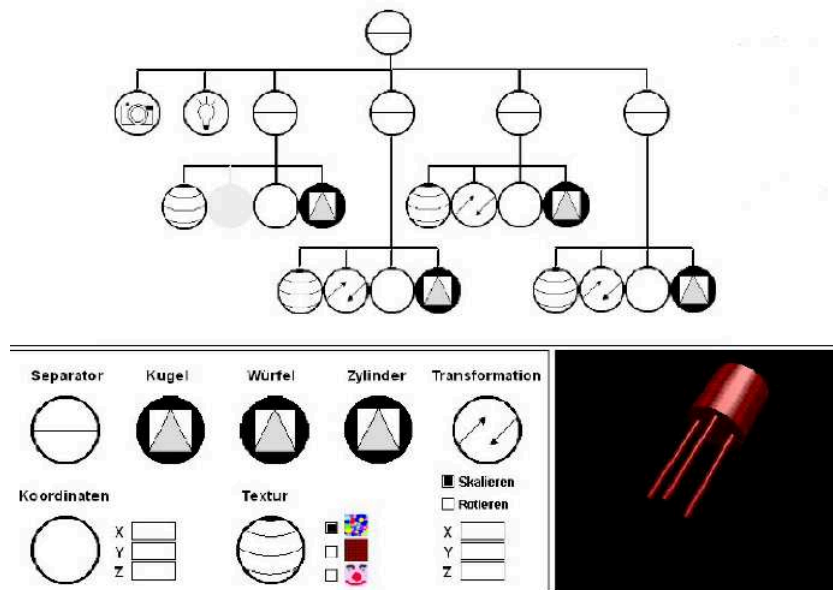 Separator Kugel Würfel Zylinder Transformation
Skalieren
Koordinaten Textur Rotieren
X X
Y Y
Z Z